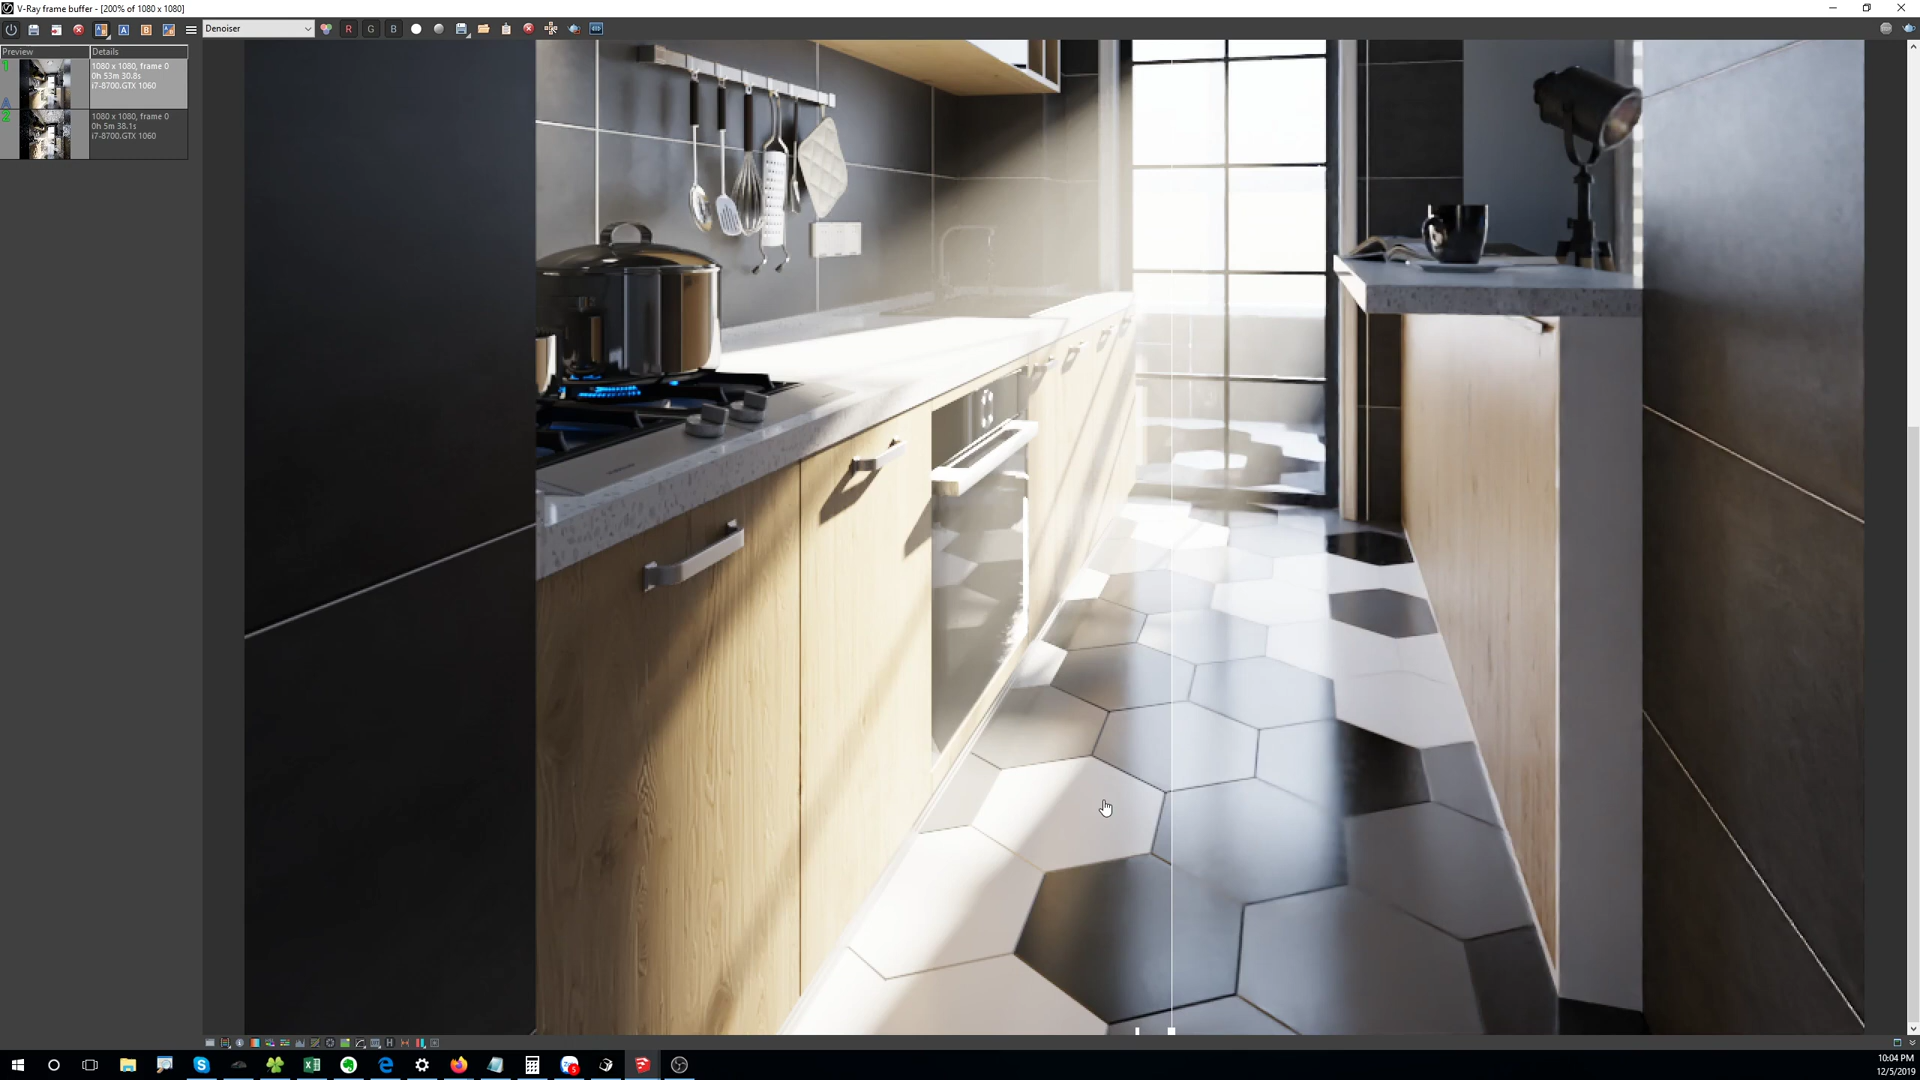 V-Ray frame buffer - [200% of 1080 x 1080]
Denoiser
R G B
Preview Details
1 1080 x 1080, frame 0
0h 53m 30.8s
i7-8700.GTX 1060
A
2 1080 x 1080, frame 0
0h 5m 38.1s
i7-8700.GTX 1060
H
10:04 PM
12/5/2019